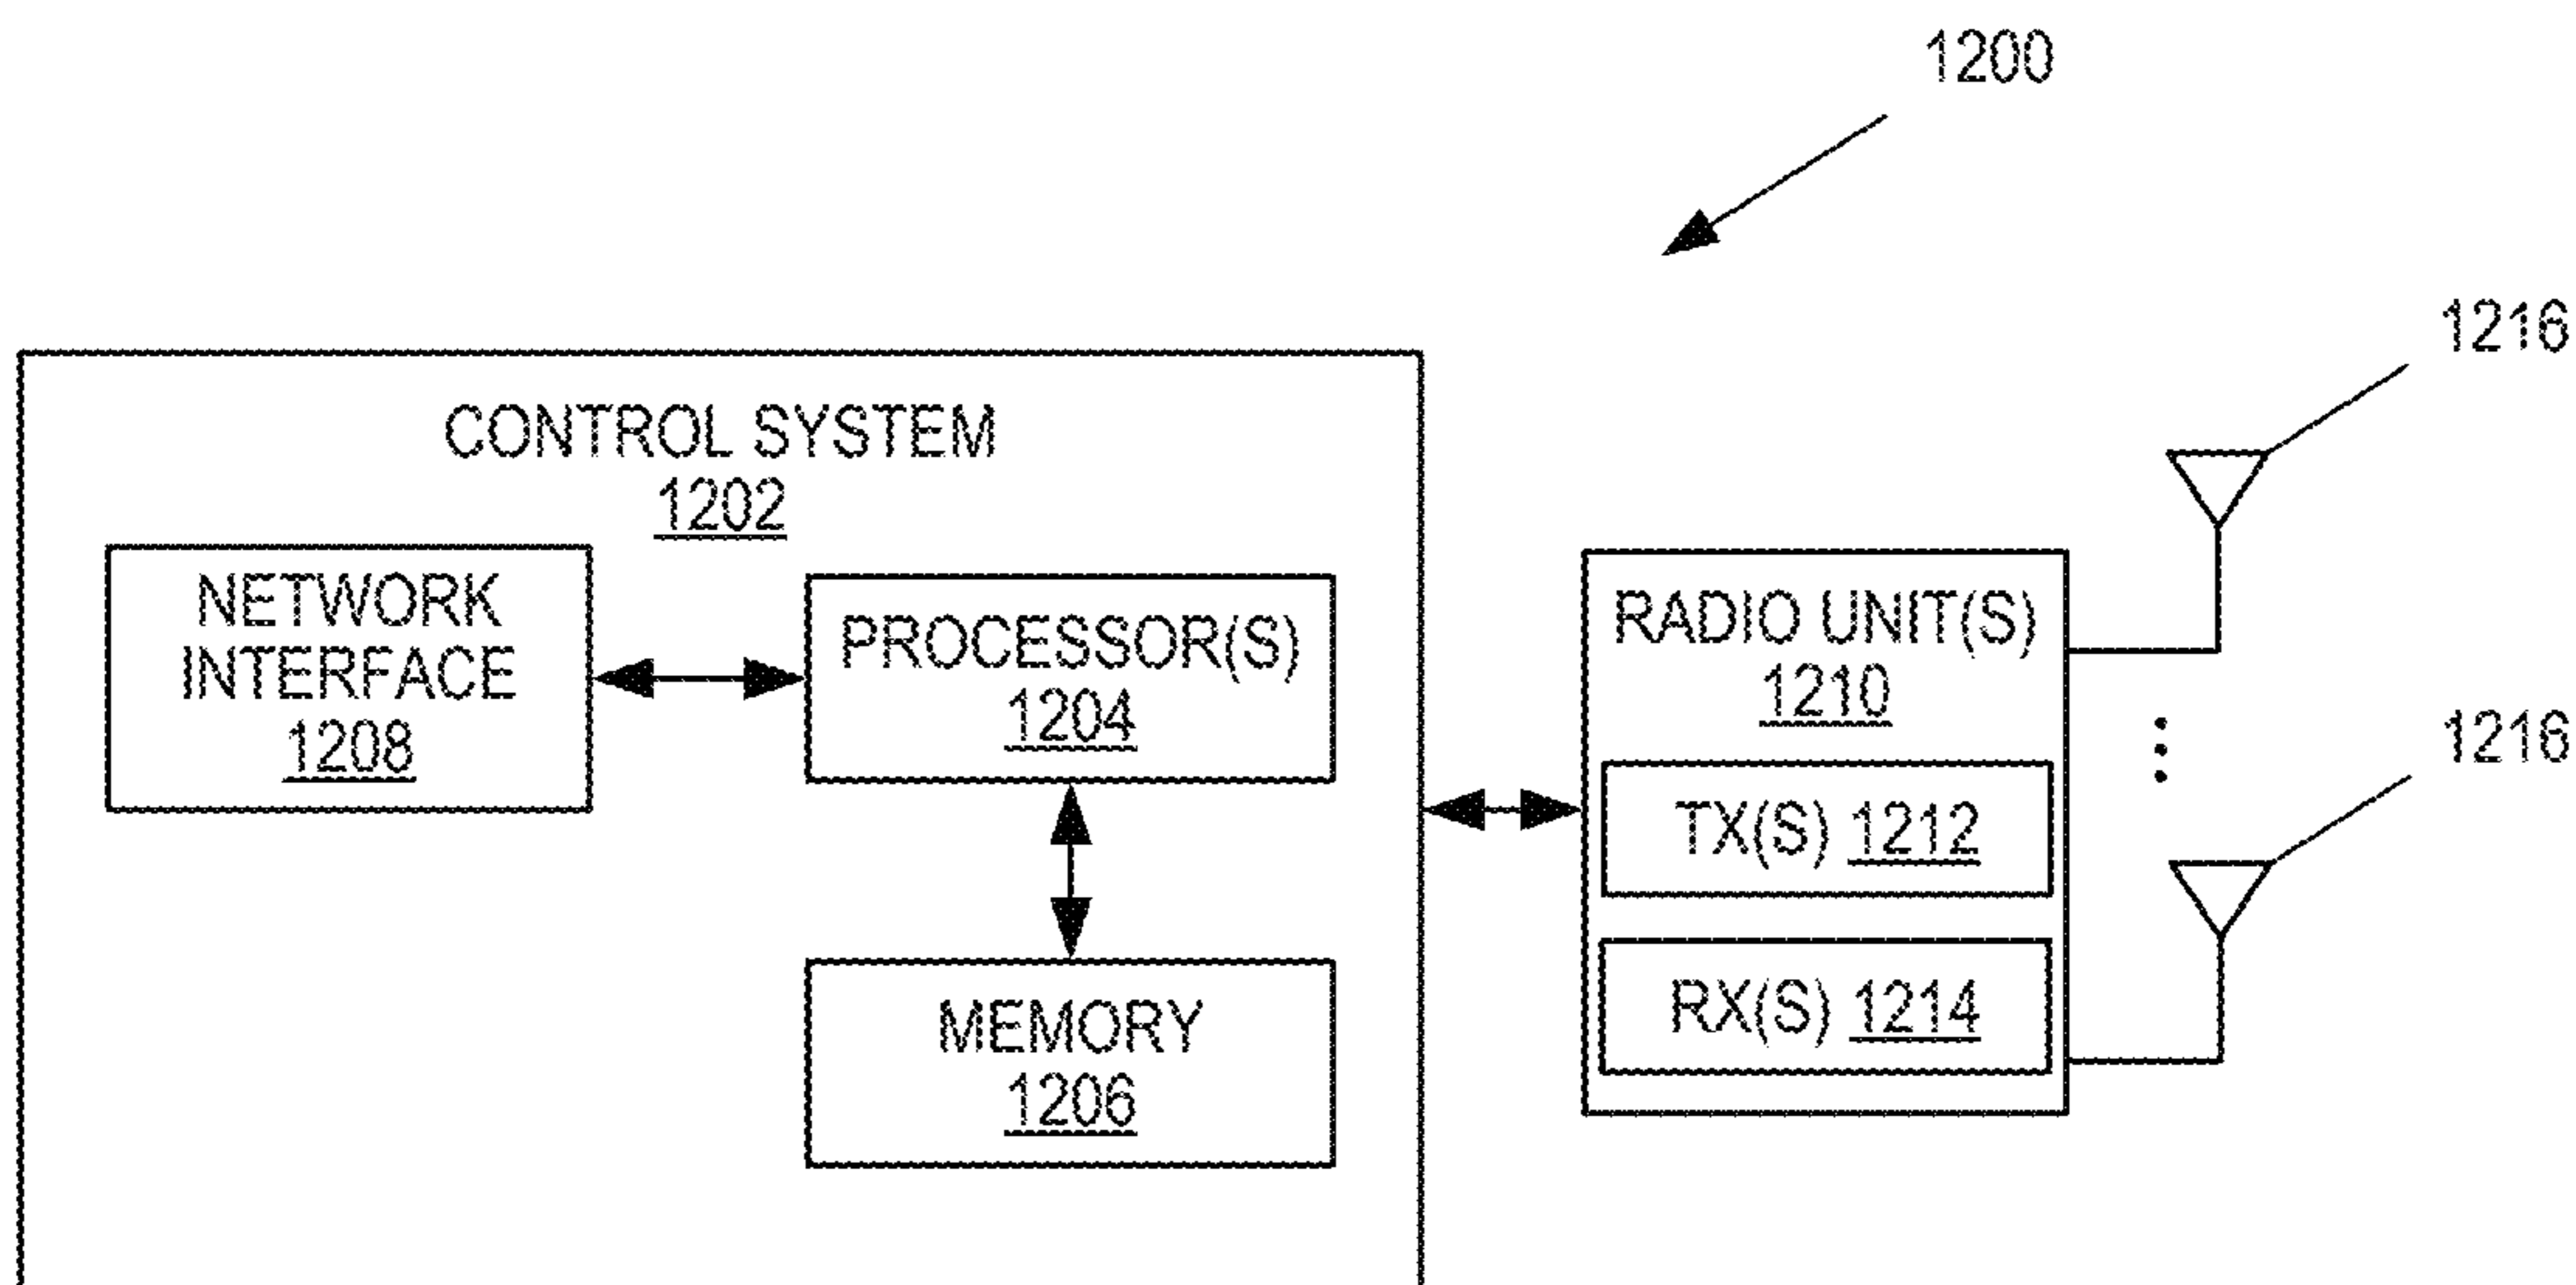 1200
1216
CONTROL SYSTEM
1202
NETWORK
INTERFACE
1208
PROCESSOR(S)
1204
MEMORY
1206
RADIO UNIT(S)
1210
TX(S) 1212
RX(S) 1214
1216